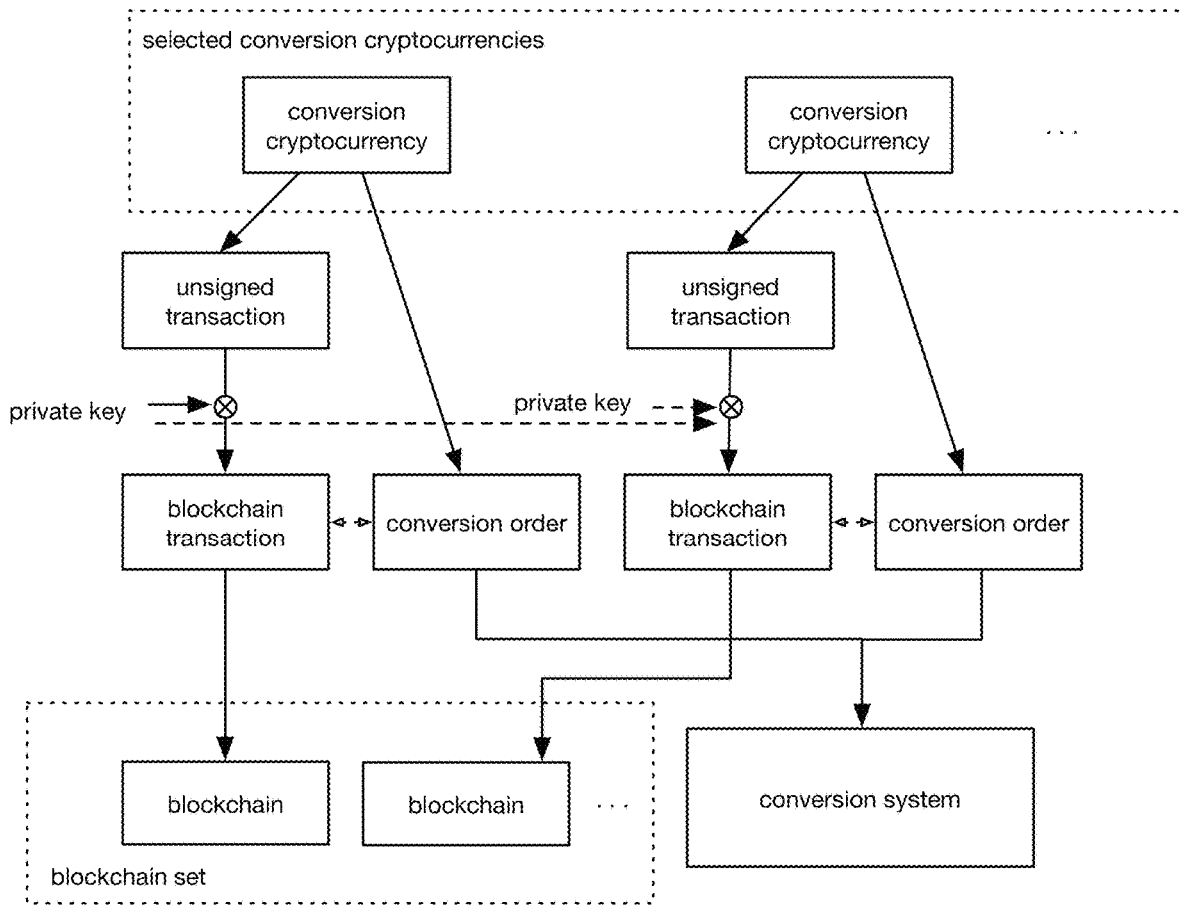 selected conversion cryptocurrencies
conversion
cryptocurrency
conversion
cryptocurrency
. . .
unsigned
transaction
unsigned
transaction
private key
private key
blockchain
transaction
conversion order
blockchain
transaction
conversion order
blockchain
blockchain
. . .
conversion system
blockchain set